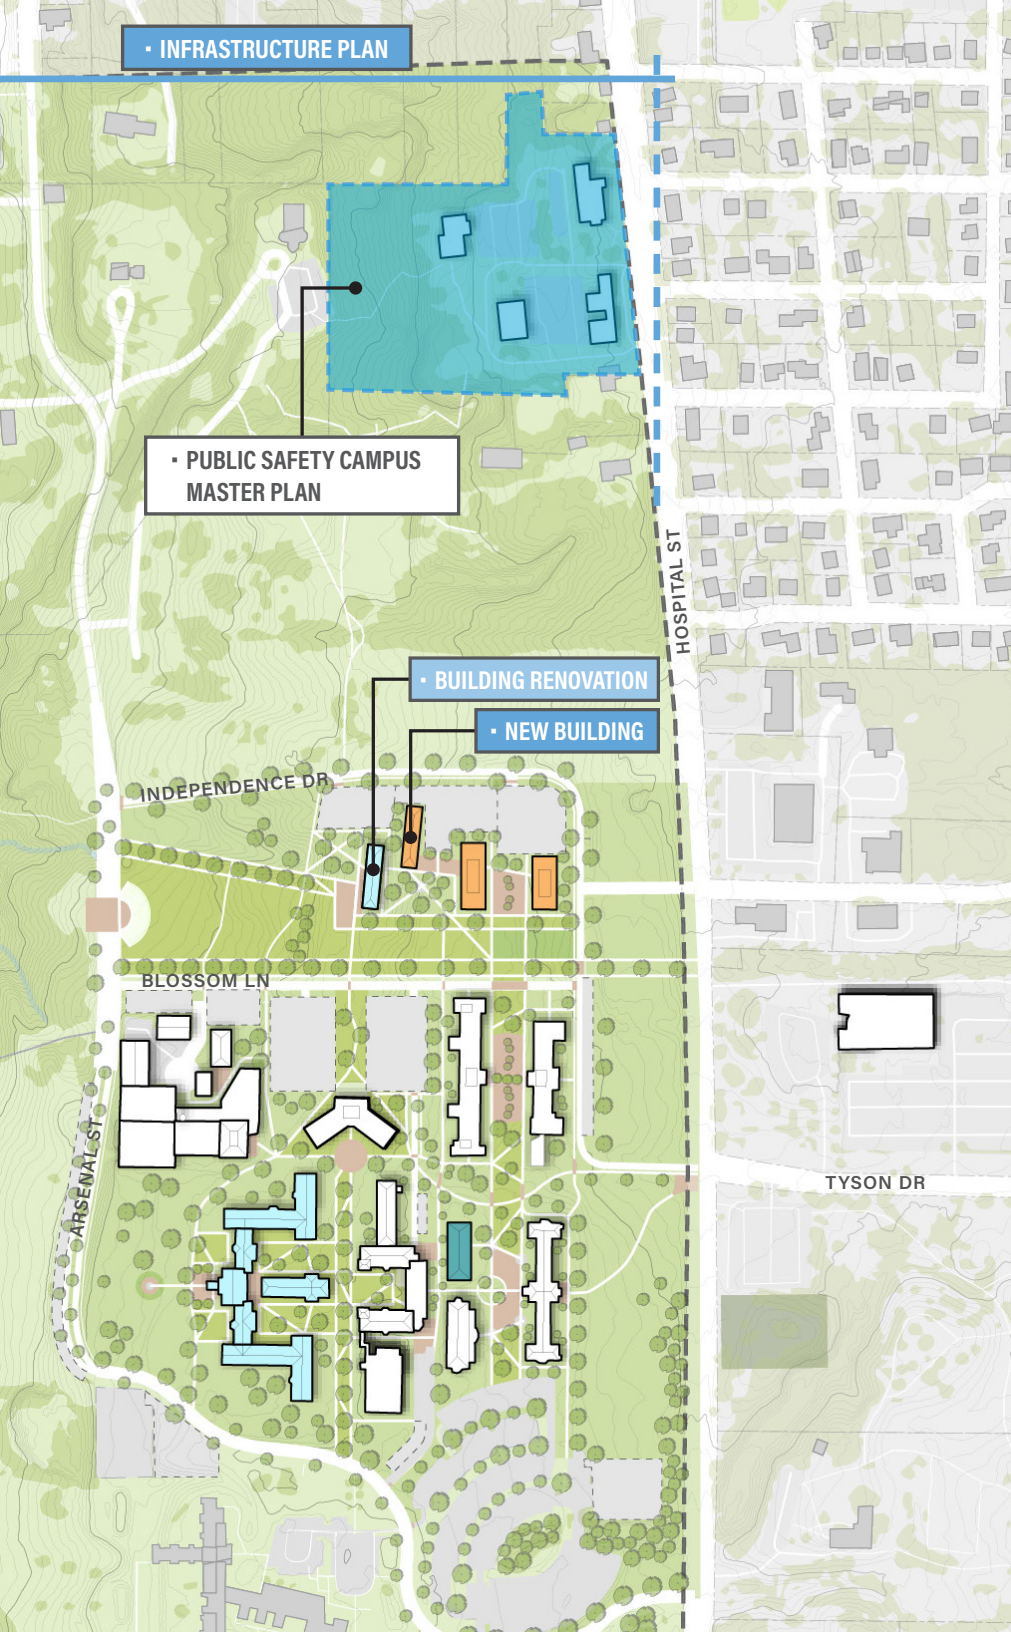 · INFRASTRUCTURE PLAN
· PUBLIC SAFETY CAMPUS
MASTER PLAN
HOSPITAL ST
· BUILDING RENOVATION
· NEW BUILDING
INDEPENDENCE DR
BLOSSOM LN
ARSENAL ST
TYSON DR